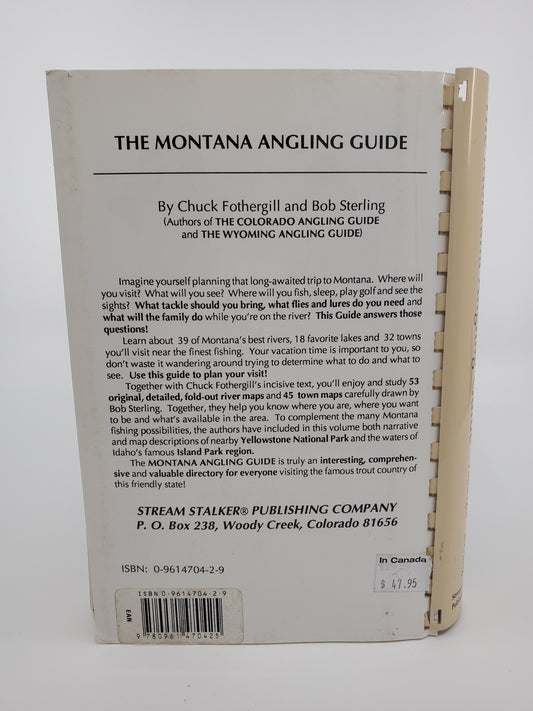 THE MONTANA ANGLING GUIDE
By Chuck Fothergill and Bob Sterling
(Authors of THE COLORADO ANGLING GUIDE
and THE WYOMING ANGLING GUIDE)
Imagine yourself planning that long-awaited trip to Montana. Where will
you visit? What will you see? Where will you fish, sleep, play golf and see the
sights? What tackle should you bring, what flies and lures do you need and
what will the family do while you're on the river? This Guide answers those
questions!
Learn about 39 of Montana's best rivers, 18 favorite lakes and 32 towns
you'll visit near the finest fishing. Your vacation time is important to you, so
don't waste it wandering around trying to determine what to do and what to
see. Use this guide to plan your visit!
Together with Chuck Fothergill's incisive text, you'll enjoy and study 53
original, detailed, fold-out river maps and 45 town maps carefully drawn by
Bob Sterling. Together, they help you know where you are, where you want
to be and what's available in the area. To complement the many Montana
fishing possibilities, the authors have included in this volume both narrative
and map descriptions of nearby Yellowstone National Park and the waters of
Idaho's famous Island Park region.
The MONTANA ANGLING GUIDE is truly an interesting, comprehen-
sive and valuable directory for everyone visiting the famous trout country of
this friendly state!
STREAM STALKER® PUBLISHING COMPANY
P. O. Box 238, Woody Creek, Colorado 81656
ISBN: 0-9614704-2-9
In Canada
$ 47.95
ISBN 0-9614704-2-9
EAN
9 780961 470425